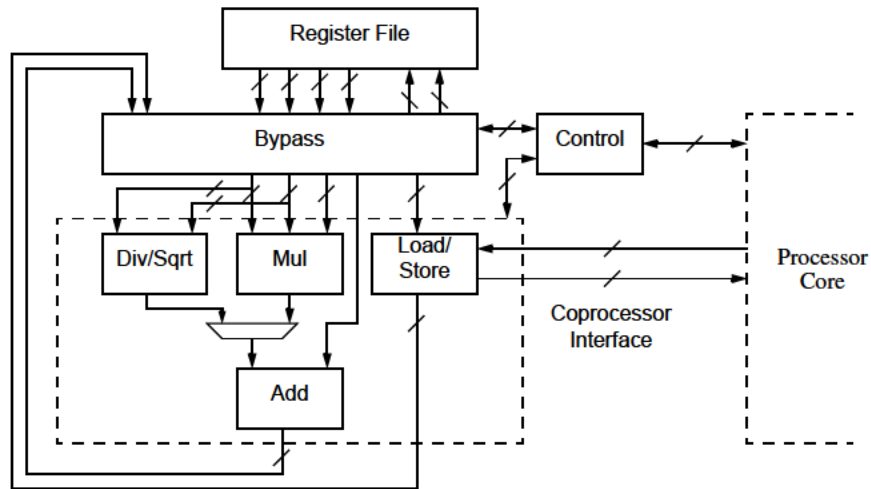 Register File
Bypass
Control
Div/Sqrt
Mul
Load/
Store
Processor
Core
Coprocessor
Interface
Add